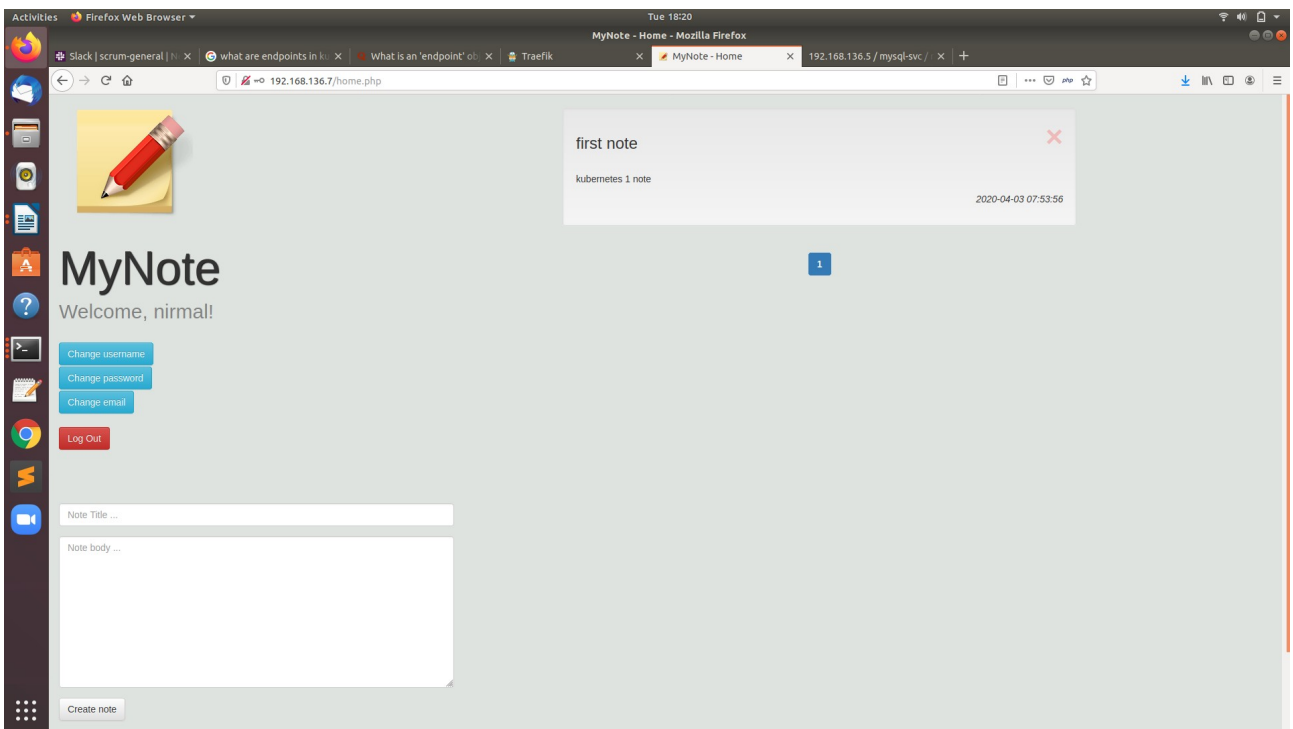 Activities Firefox Web Browser Tue 18:20
MyNote - Home - Mozilla Firefox
Slack | scrum-general | N what are endpoints in ku What is an 'endpoint' ob Traefik MyNote - Home 192.168.136.5 / mysql-svc /
192.168.136.7/home.php php
first note
kubernetes 1 note
2020-04-03 07:53:56
1
MyNote
Welcome, nirmal!
Change username
Change password
Change email
Log Out
Note Title ...
Note body ...
Create note